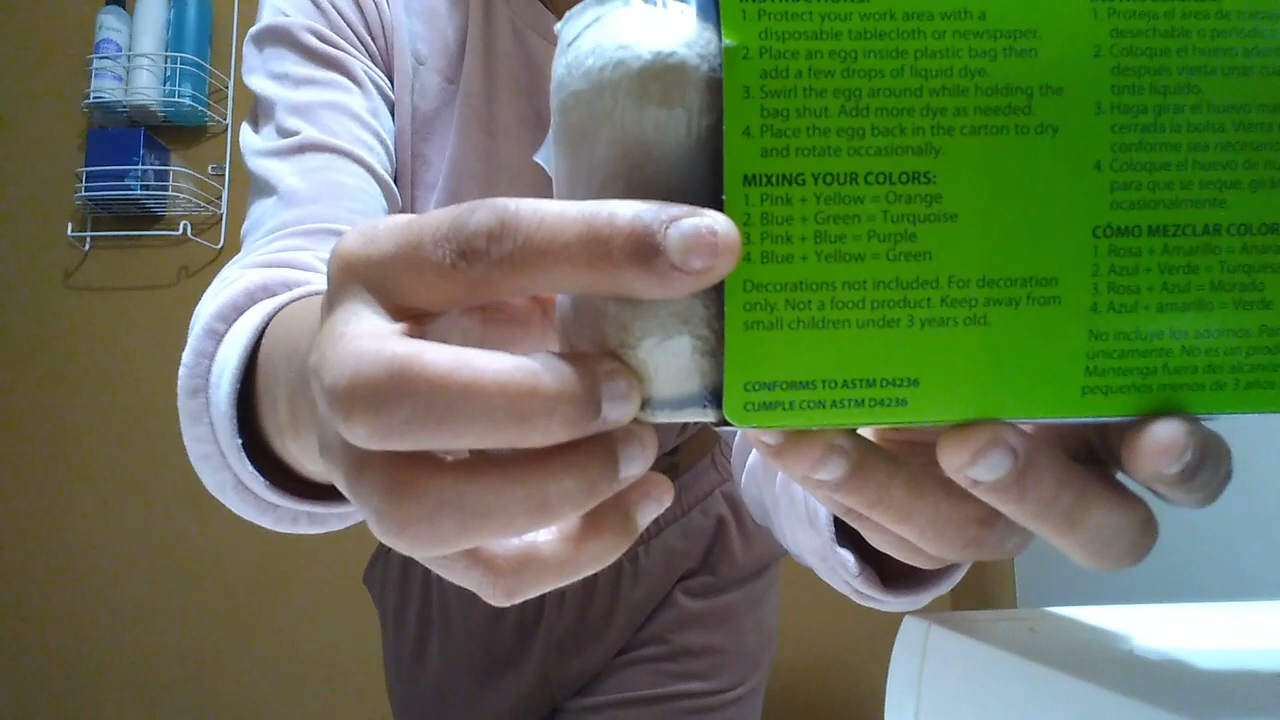 INSTRUCTIONS:
1. Protect your work area with a
disposable tablecloth or newspaper.
2. Place an egg inside plastic bag then
add a few drops of liquid dye.
3. Swirl the egg around while holding the
bag shut. Add more dye as needed.
4. Place the egg back in the carton to dry
and rotate occasionally.
MIXING YOUR COLORS:
1. Pink + Yellow = Orange
2. Blue + Green = Turquoise
3. Pink + Blue = Purple
4. Blue + Yellow = Green
Decorations not included. For decoration
only. Not a food product. Keep away from
small children under 3 years old.
CONFORMS TO ASTM D4236
CUMPLE CON ASTM D4236
1. Proteja el área de
desechable o
2. Coloque el huevo
después vierta unas
tinte líquido.
3. Haga girar el huevo
cerrada la bolsa. Vierta
conforme sea necesario
4. Coloque el huevo de
para que se seque,
ocasionalmente.
CÓMO MEZCLAR
1. Rosa + Amarillo =
2. Azul + Verde =
3. Rosa + Azul = Morado
4. Azul + amarillo = Verde
No incluye los adornos.
únicamente. No es un
Mantenga fuera del
pequeños menos de 3 años